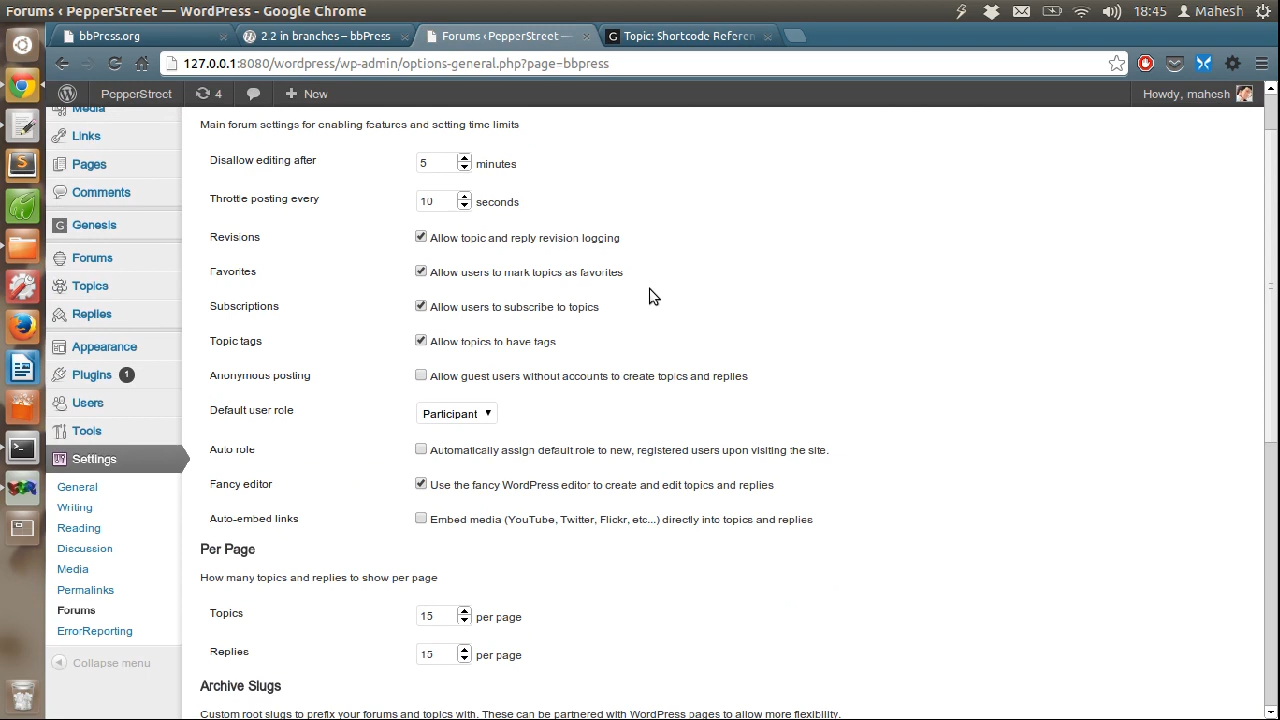 Forums ‹ PepperStreet — WordPress - Google Chrome
18:45
Mahesh
bbPress.org
2.2 in branches – bbPress
Forums ‹ PepperStreet —
Topic: Shortcode Referen
127.0.0.1:8080/wordpress/wp-admin/options-general.php?page=bbpress
PepperStreet
4
New
Howdy, mahesh
Media
Links
Pages
Comments
Genesis
Forums
Topics
Replies
Appearance
Plugins 1
Users
Tools
Settings
General
Writing
Reading
Discussion
Media
Permalinks
Forums
ErrorReporting
Collapse menu
Main forum settings for enabling features and setting time limits
Disallow editing after 5 minutes
Throttle posting every 10 seconds
Revisions Allow topic and reply revision logging
Favorites Allow users to mark topics as favorites
Subscriptions Allow users to subscribe to topics
Topic tags Allow topics to have tags
Anonymous posting Allow guest users without accounts to create topics and replies
Default user role Participant
Auto role Automatically assign default role to new, registered users upon visiting the site.
Fancy editor Use the fancy WordPress editor to create and edit topics and replies
Auto-embed links Embed media (YouTube, Twitter, Flickr, etc...) directly into topics and replies
Per Page
How many topics and replies to show per page
Topics 15 per page
Replies 15 per page
Archive Slugs
Custom root slugs to prefix your forums and topics with. These can be partnered with WordPress pages to allow more flexibility.